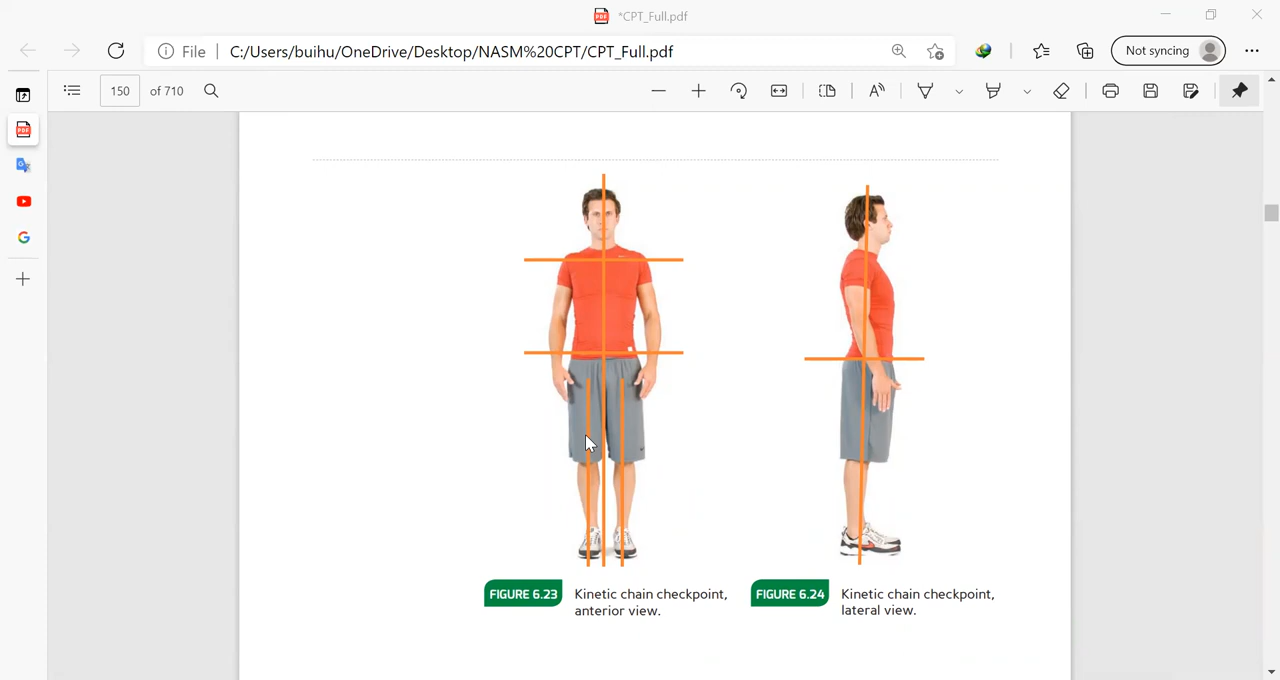 *CPT_Full.pdf
File
C:/Users/buihu/OneDrive/Desktop/NASM%20CPT/CPT_Full.pdf
Not syncing
150 of 710
FIGURE 6.23
Kinetic chain checkpoint,
anterior view.
FIGURE 6.24
Kinetic chain checkpoint,
lateral view.